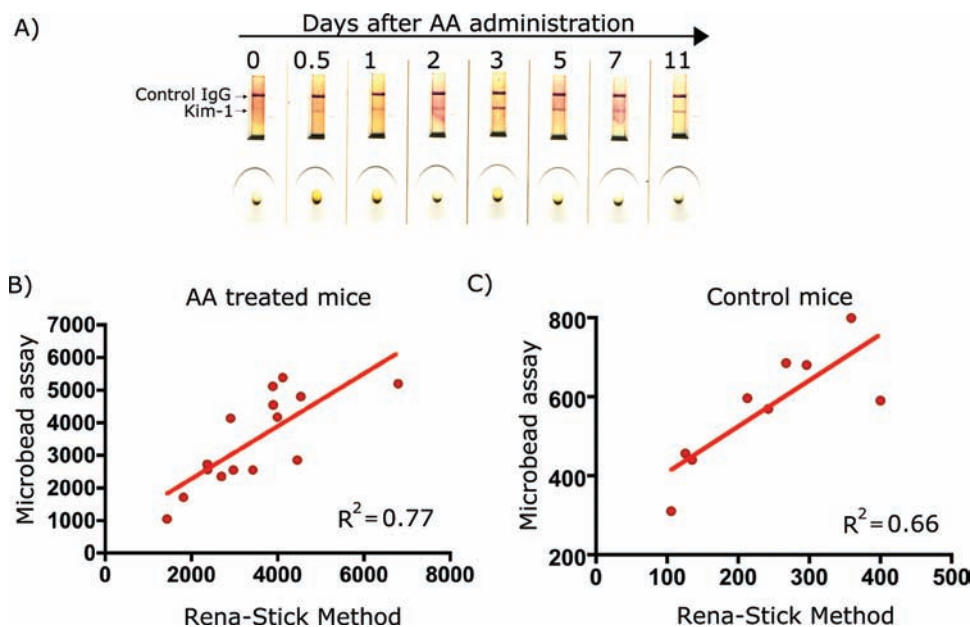 A)
Days after AA administration
0 0.5 1 2 3 5 7 11
Control IgG
Kim-1
B)
AA treated mice
Microbead assay
7000
6000
5000
4000
3000
2000
1000
0
R² = 0.77
0 2000 4000 6000 8000
Rena-Stick Method
C)
Control mice
Microbead assay
800
600
400
200
R² = 0.66
0 100 200 300 400 500
Rena-Stick Method